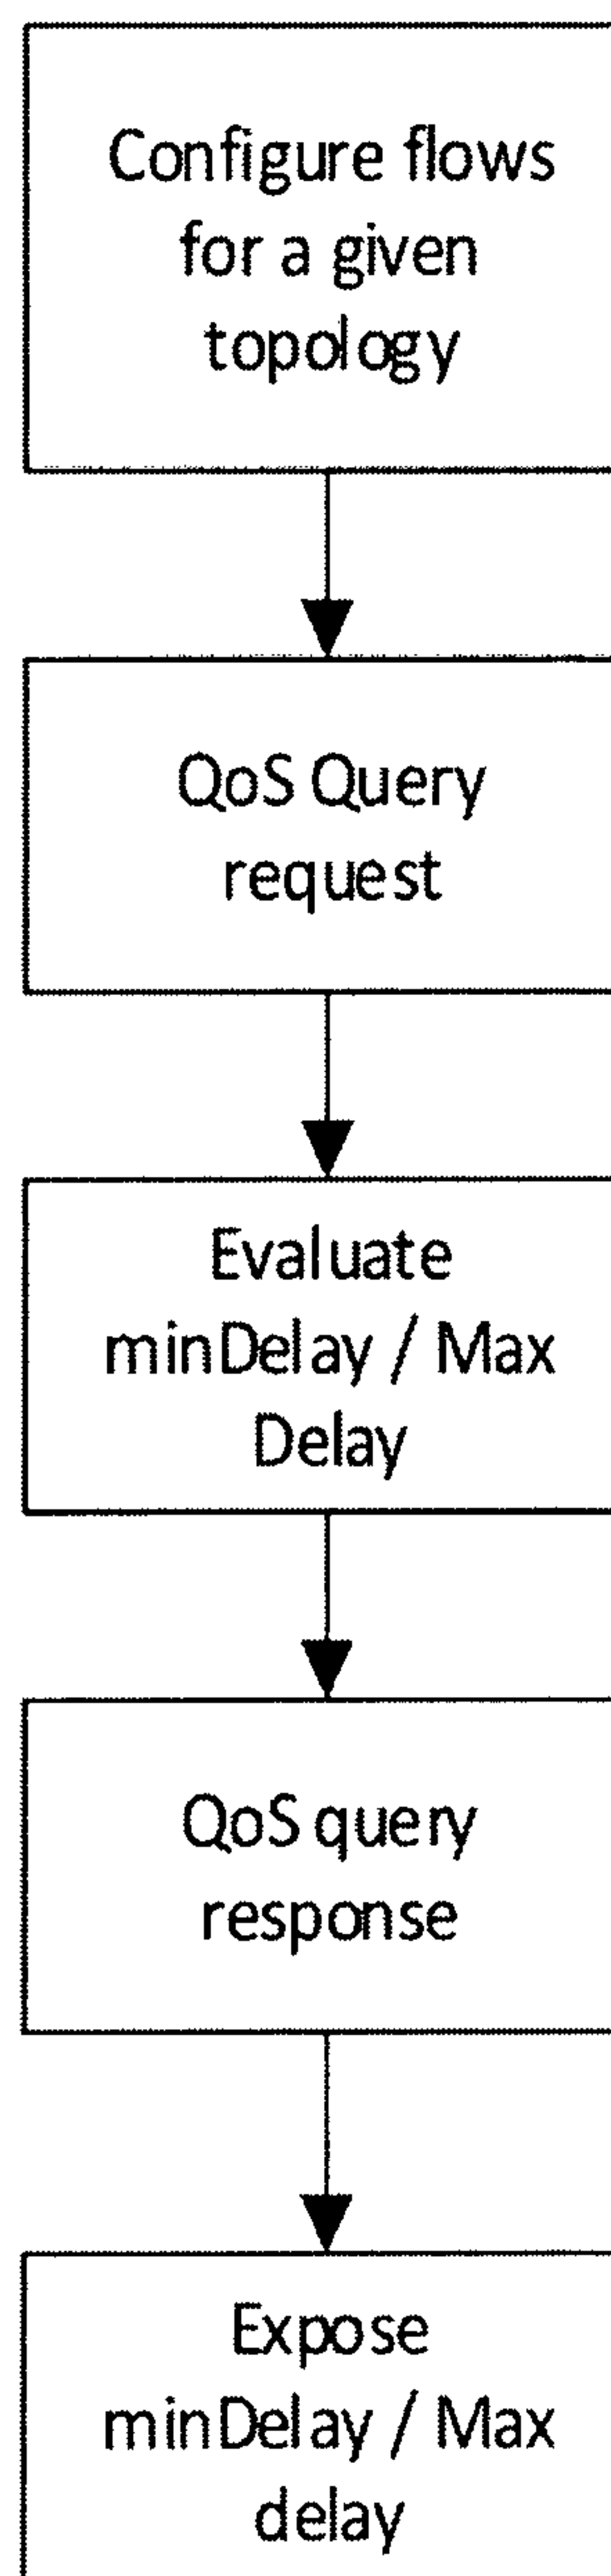 Configure flows
for a given
topology
QoS Query
request
Evaluate
minDelay / Max
Delay
QoS query
response
Expose
minDelay / Max
delay